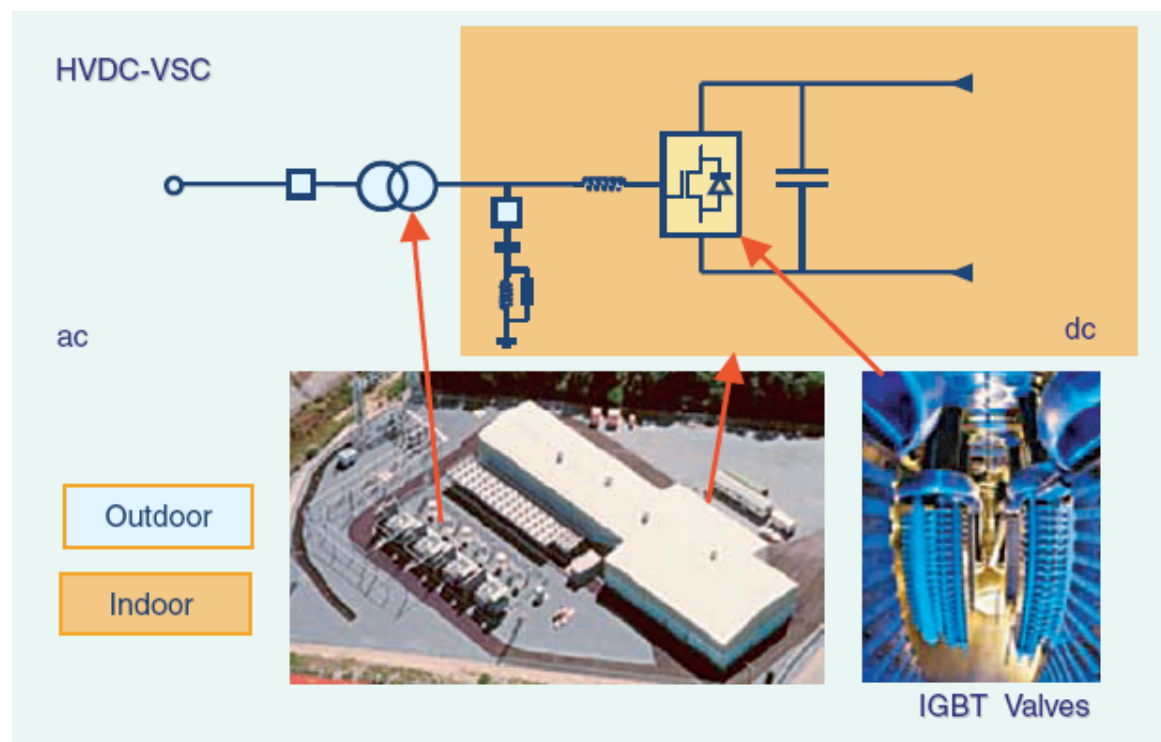 HVDC-VSC
ac
dc
Outdoor
Indoor
IGBT Valves